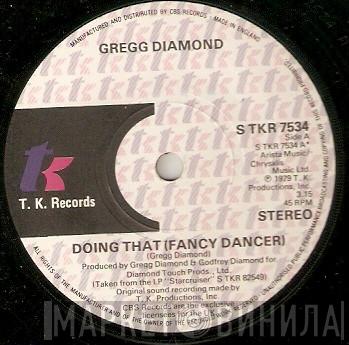 MANUFACTURED AND DISTRIBUTED BY CBS RECORDS · MADE IN ENGLAND
GREGG DIAMOND
S TKR 7534
Side A
S TKR 7534 A*
Arista Music/
Chrysalis
Music Ltd.
℗ 1979 T. K.
Productions, Inc.
3.15
45 RPM
STEREO
tk
T. K. Records
DOING THAT (FANCY DANCER)
(Gregg Diamond)
Produced by Gregg Diamond & Godfrey Diamond for
Diamond Touch Prods., Ltd.
(Taken from the LP "Starcruiser" S TKR 82549)
Original sound recording made by
T. K. Productions, Inc.
CBS Records are the exclusive
licensees for the U.K.
ALL RIGHTS OF THE MANUFACTURER AND OF THE OWNER OF THE RECORDED
МАРКЕТ ВИНИЛА